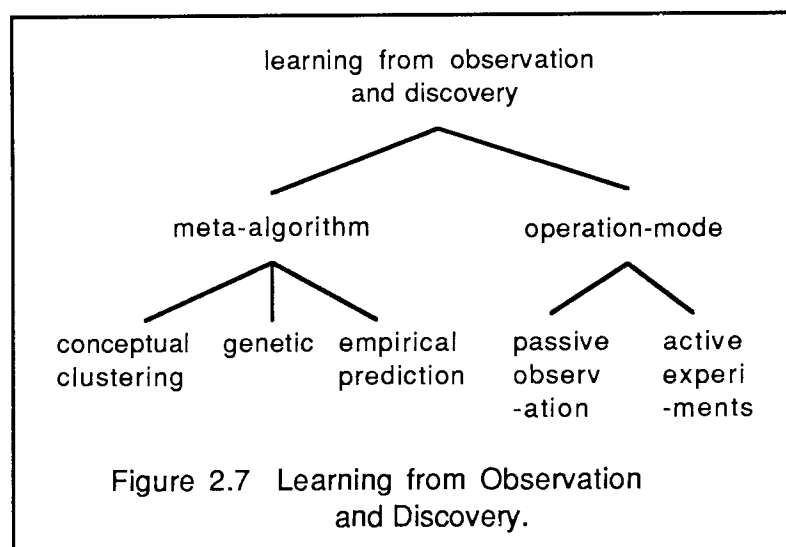 learning from observation
and discovery
meta-algorithm operation-mode
conceptual genetic empirical passive active
clustering prediction observ experi
-ation -ments
Figure 2.7 Learning from Observation
and Discovery.